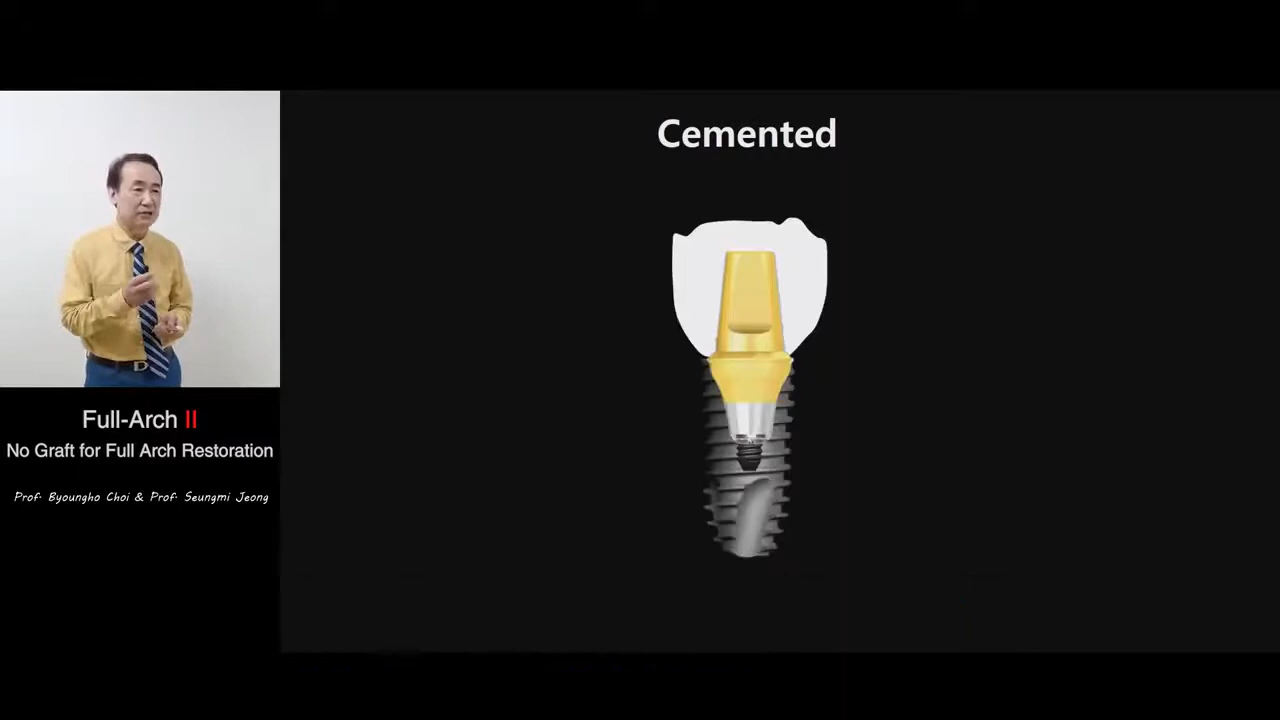 Cemented
Full-Arch II
No Graft for Full Arch Restoration
Prof. Byoungho Choi & Prof. Seungmi Jeong